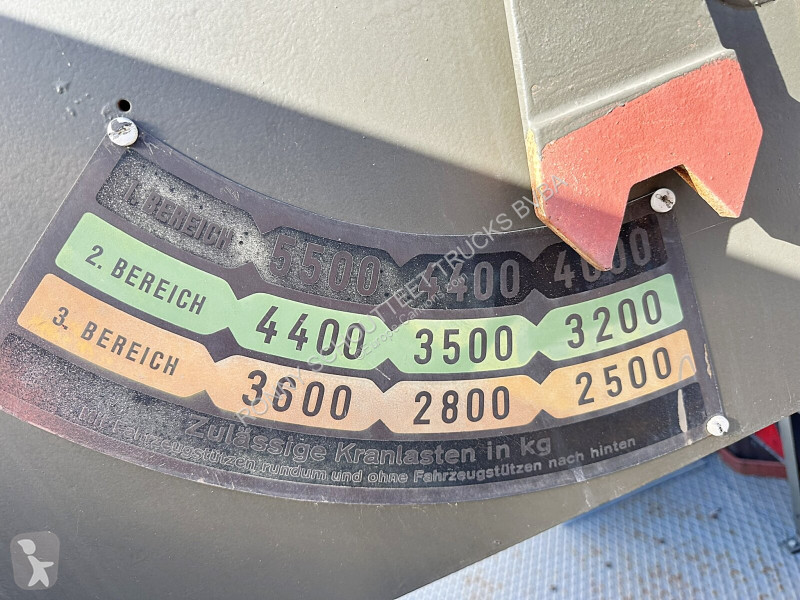 1. BEREICH 5500 4400 4000
2. BEREICH 4400 3500 3200
3. BEREICH 3600 2800 2500
Zulässige Kranlasten in kg
mit Fahrzeugstützen rundum und ohne Fahrzeugstützen nach hinten